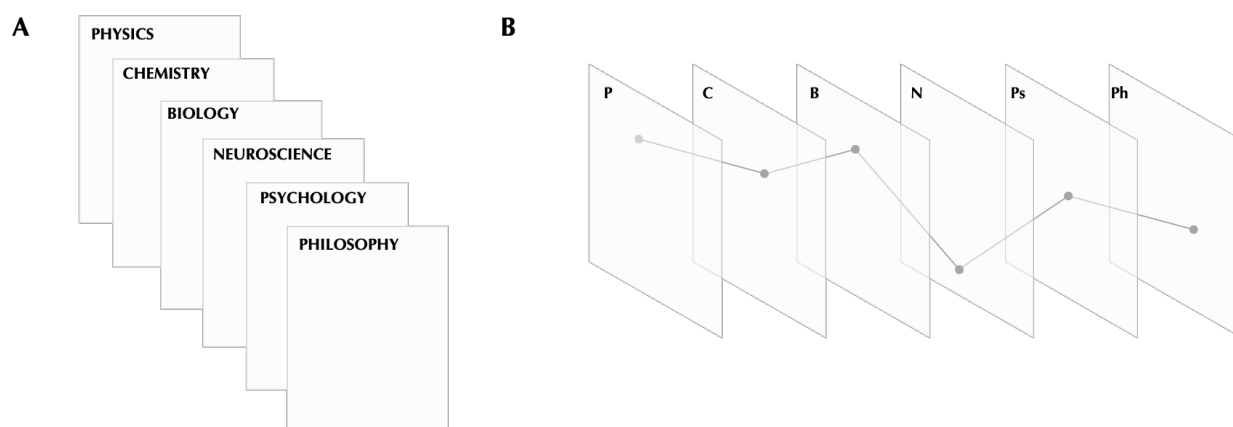 A
PHYSICS
CHEMISTRY
BIOLOGY
NEUROSCIENCE
PSYCHOLOGY
PHILOSOPHY
B
P
C
B
N
Ps
Ph